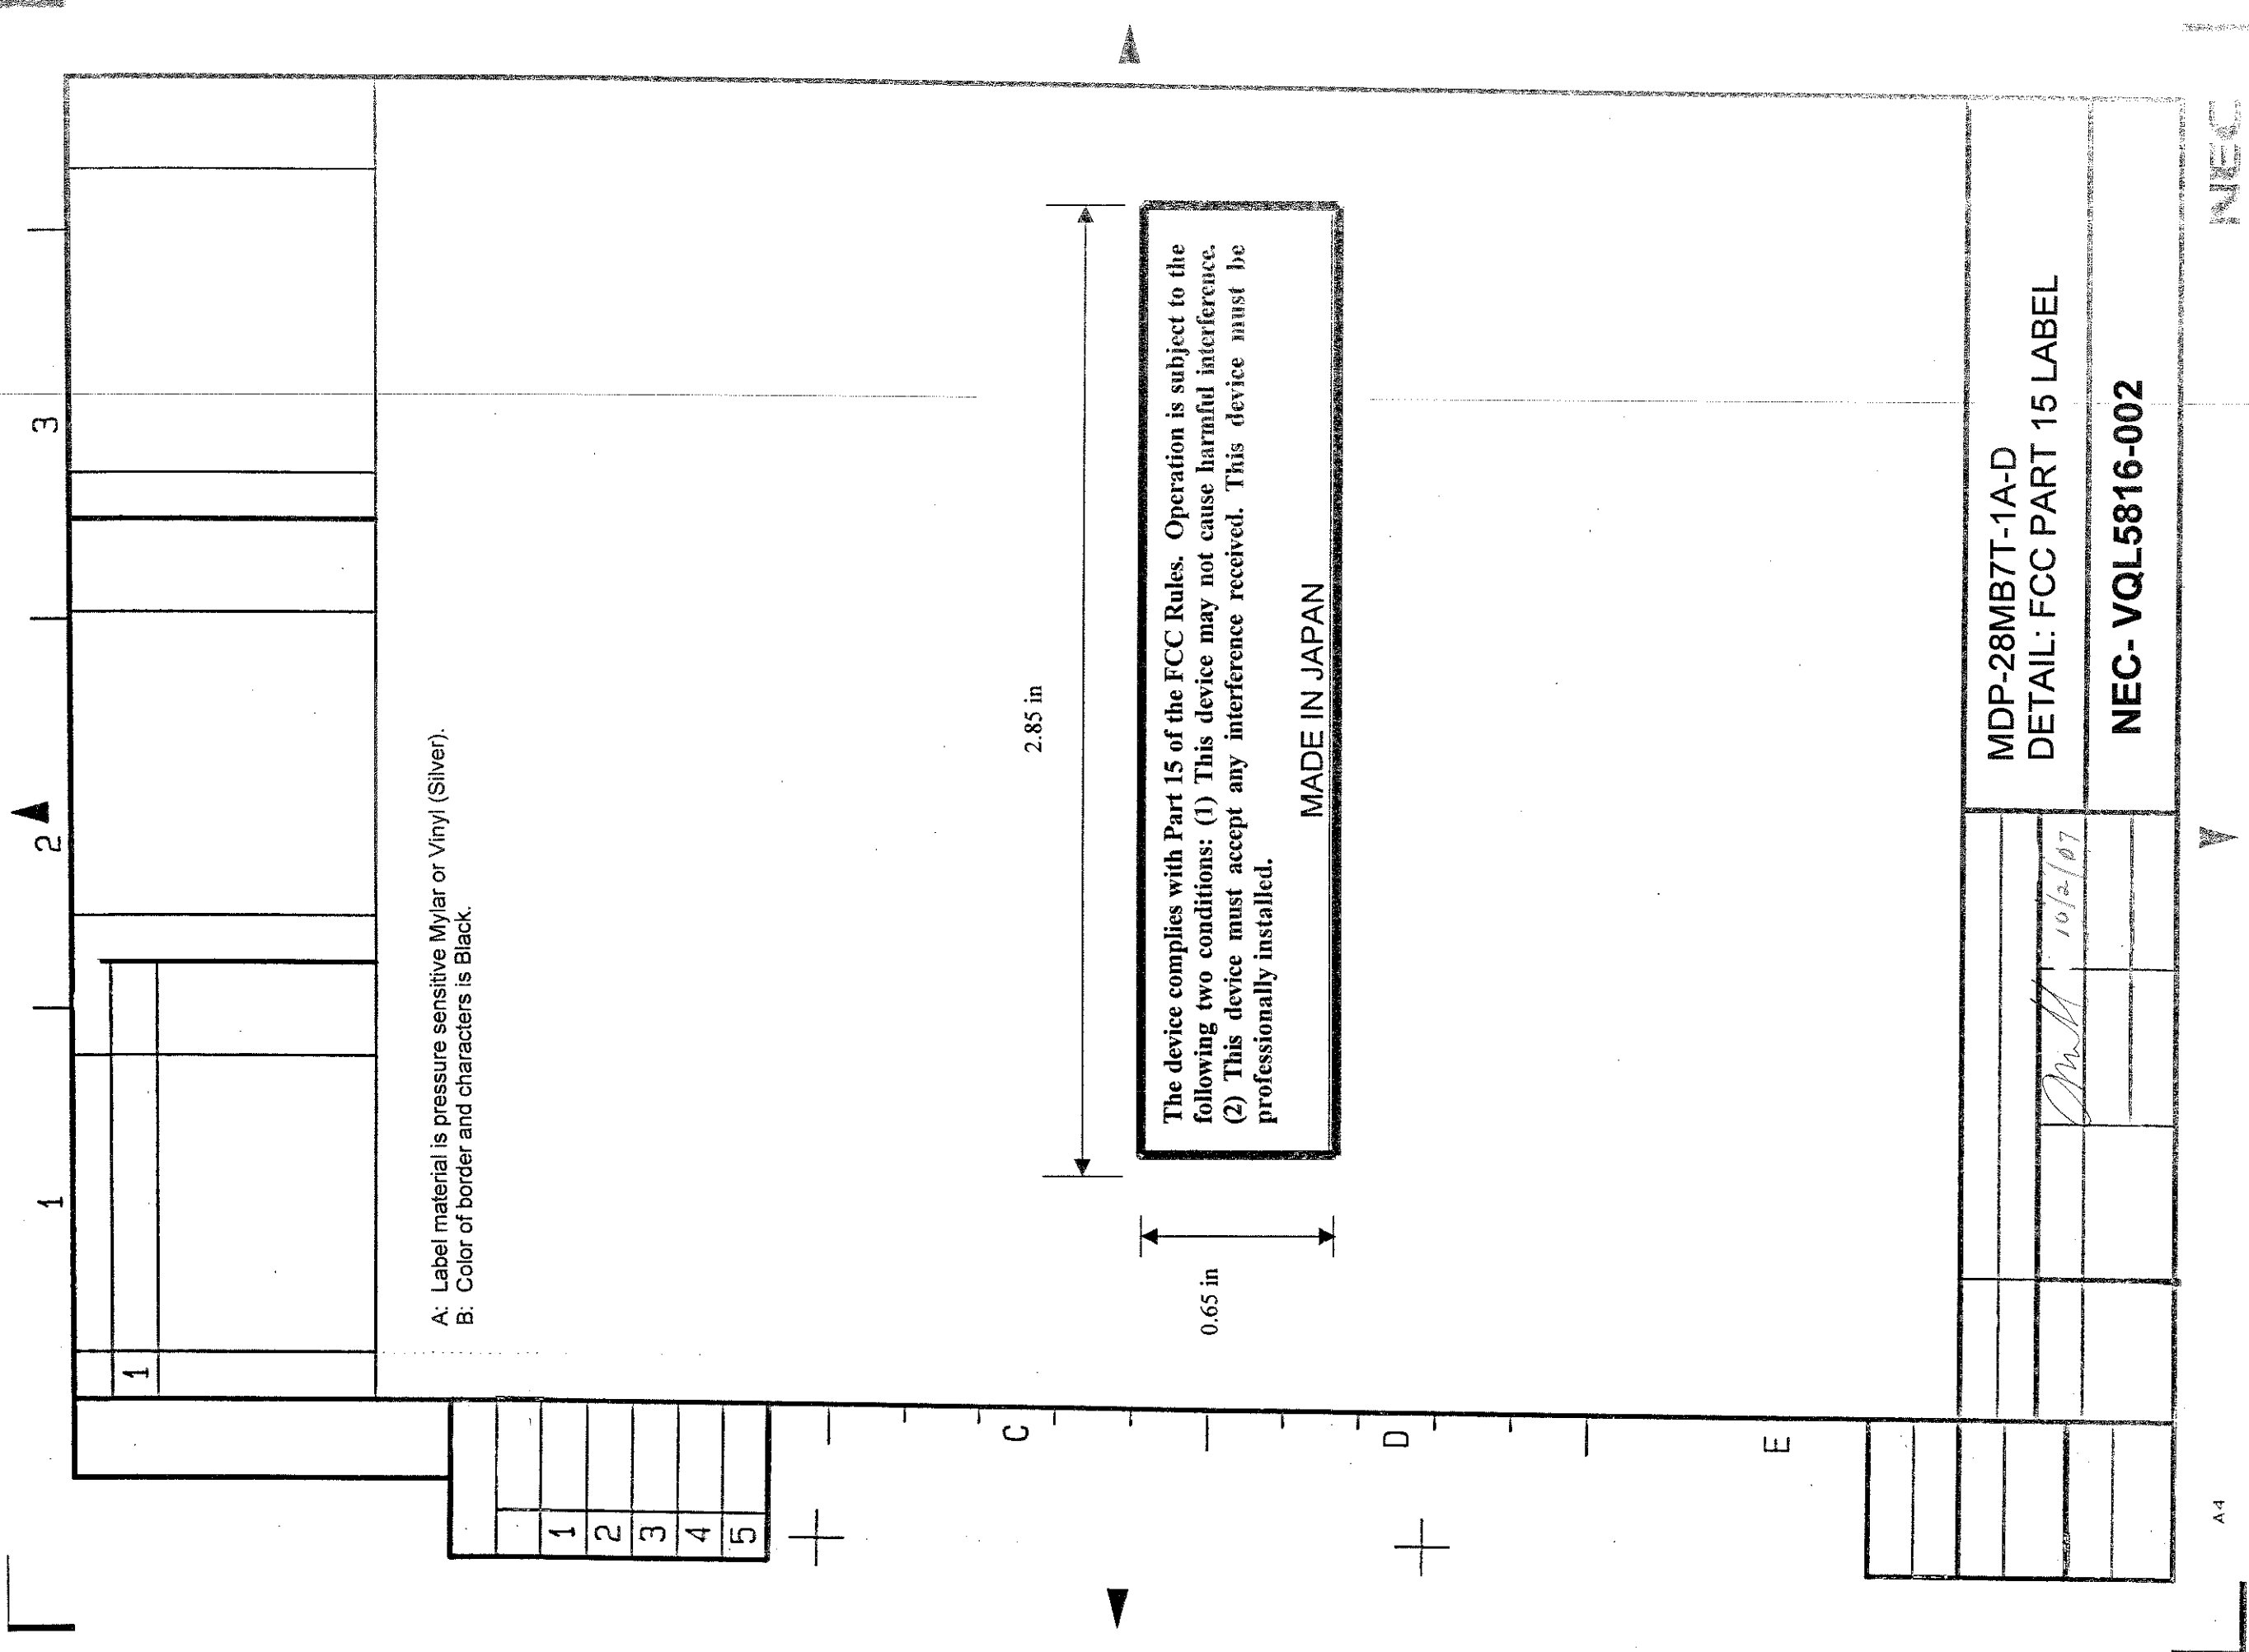 1
2
3
1
A: Label material is pressure sensitive Mylar or Vinyl (Silver).
B: Color of border and characters is Black.
1
2
3
4
5
C
D
E
2.85 in
0.65 in
The device complies with Part 15 of the FCC Rules. Operation is subject to the
following two conditions: (1) This device may not cause harmful interference.
(2) This device must accept any interference received. This device must be
professionally installed.
MADE IN JAPAN
MDP-28MB7T-1A-D
DETAIL: FCC PART 15 LABEL
10/2/07
NEC- VQL5816-002
A4
NEC